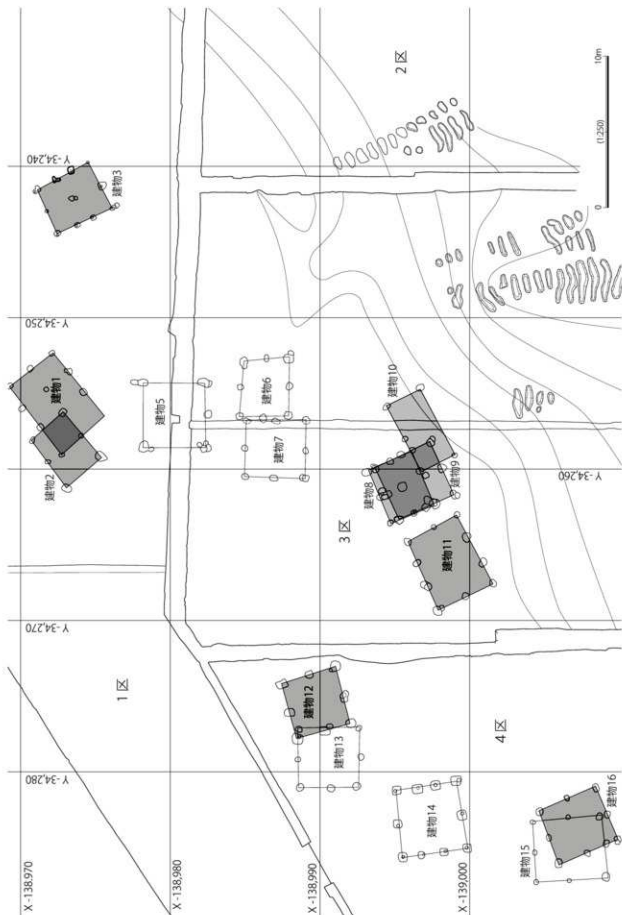 X -138,970
X -138,980
X -138,990
X -139,000
Y -34,240
Y -34,250
Y -34,260
Y -34,270
Y -34,280
1 区
2 区
3 区
4 区
建物1
建物2
建物3
建物5
建物6
建物7
建物8
建物9
建物10
建物11
建物12
建物13
建物14
建物15
建物16
0
(1:250)
10m